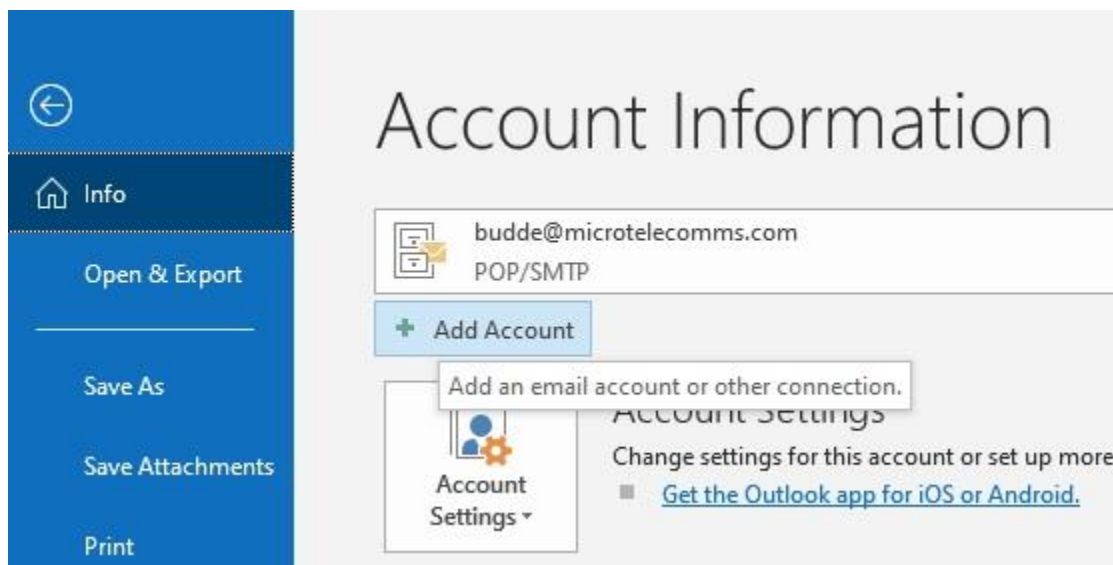 Account Information
Info
budde@microtelecomms.com
POP/SMTP
Open & Export
Add Account
Add an email account or other connection.
Save As
Account Settings
Change settings for this account or set up more
Account
Settings
Get the Outlook app for iOS or Android.
Save Attachments
Print